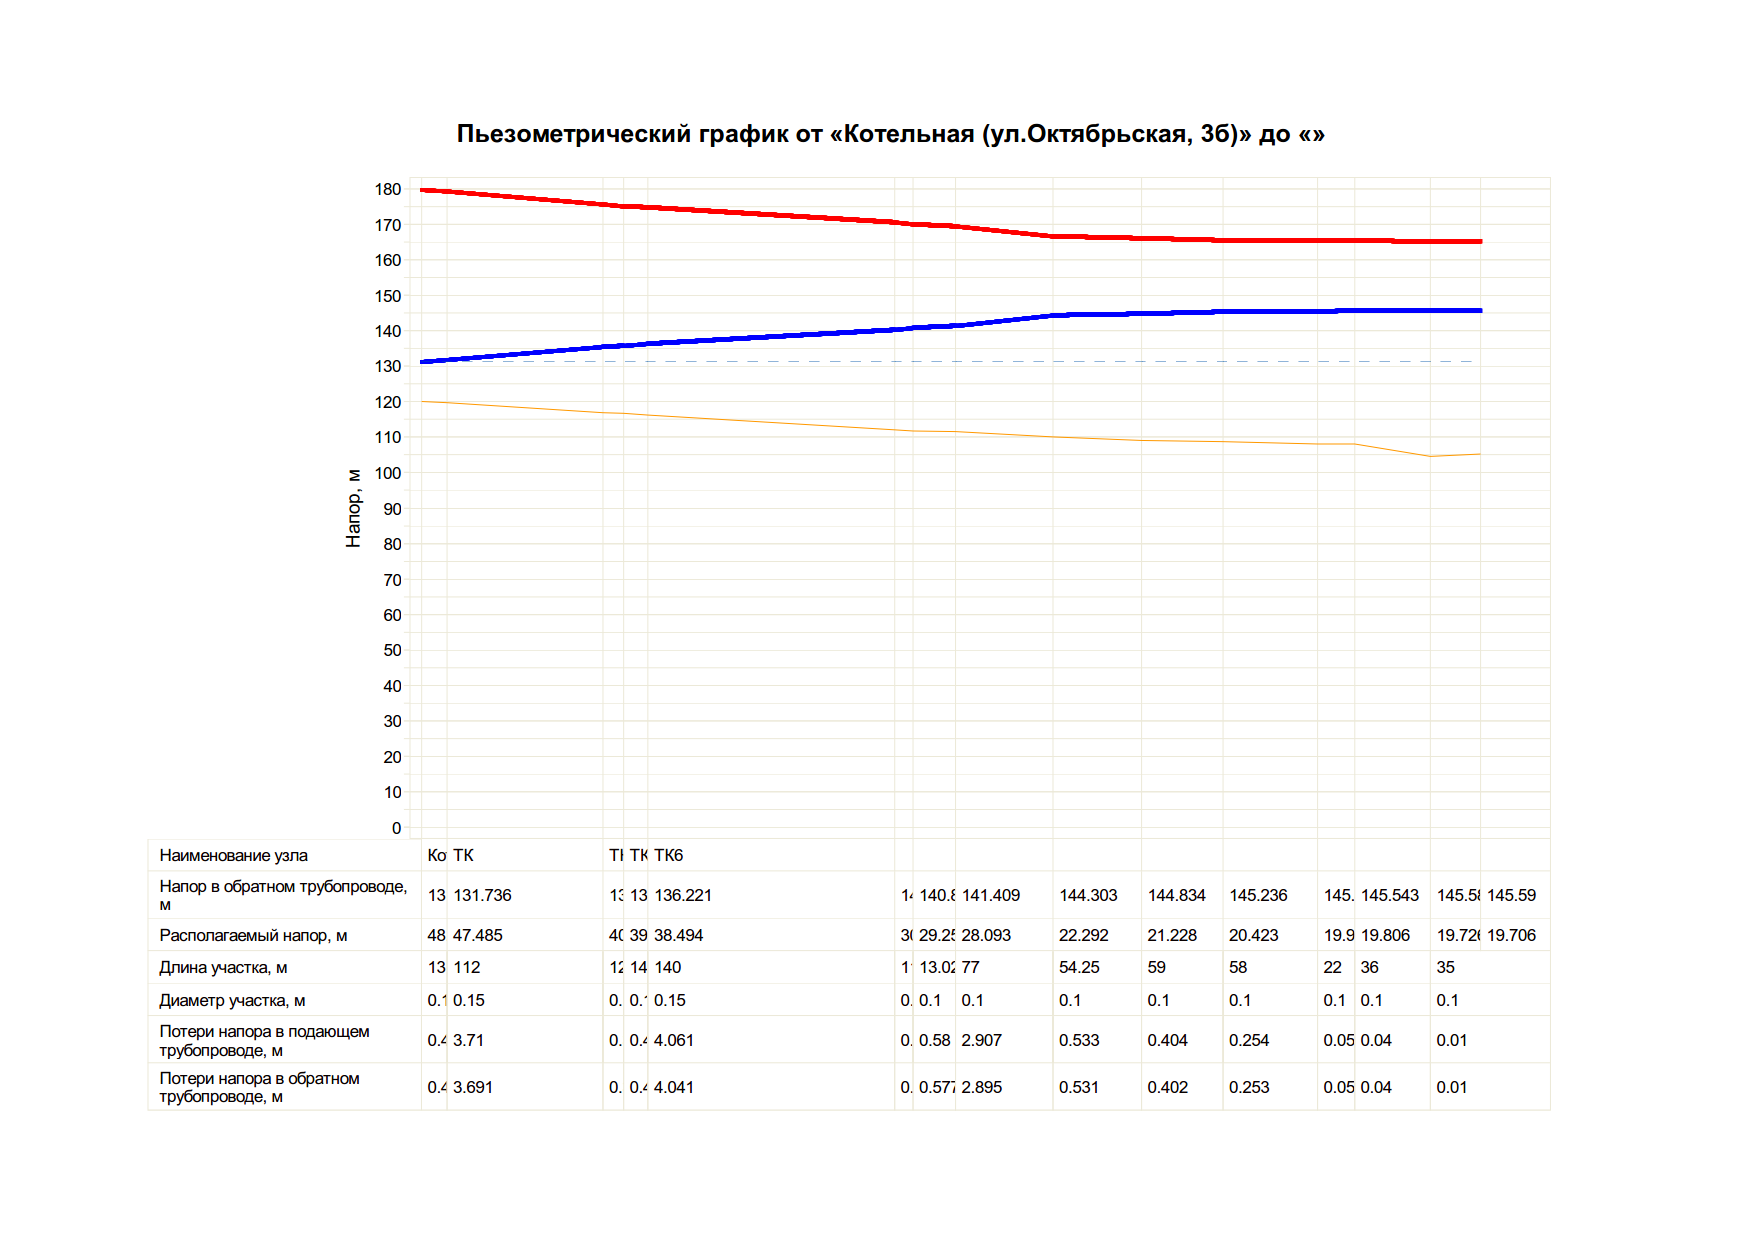 Пьезометрический график от «Котельная (ул.Октябрьская, 3б)» до «»
180
170
160
150
140
130
120
110
100
90
80
70
60
50
40
30
20
10
0
Напор, м
Наименование узла Ко ТК ТК ТК6
Напор в обратном трубопроводе, м 13 131.736 13 13 136.221 14 140.8 141.409 144.303 144.834 145.236 145. 145.543 145.58 145.59
Располагаемый напор, м 48 47.485 40 39 38.494 30 29.25 28.093 22.292 21.228 20.423 19.9 19.806 19.726 19.706
Длина участка, м 13 112 12 14 140 11 13.02 77 54.25 59 58 22 36 35
Диаметр участка, м 0.1 0.15 0. 0.1 0.15 0. 0.1 0.1 0.1 0.1 0.1 0.1 0.1 0.1
Потери напора в подающем трубопроводе, м 0.4 3.71 0. 0.4 4.061 0. 0.58 2.907 0.533 0.404 0.254 0.05 0.04 0.01
Потери напора в обратном трубопроводе, м 0.4 3.691 0. 0.4 4.041 0. 0.577 2.895 0.531 0.402 0.253 0.05 0.04 0.01